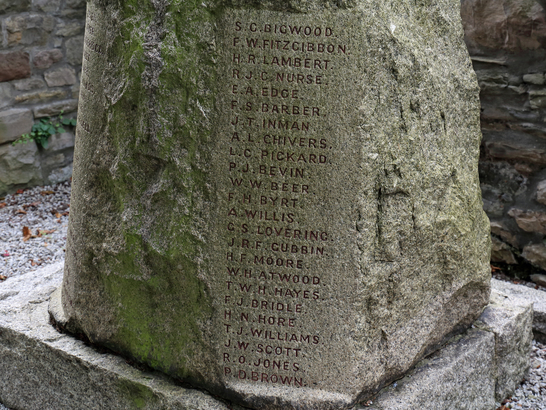 S.C. BIGWOOD.
F.W. FITZGIBBON.
H.R. LAMBERT.
R.J.C. NURSE.
E.A. EDGE.
F.S. BARBER.
J.T. INMAN.
A.L. CHIVERS.
L.C. PICKARD.
P.J. BEVIN.
W.W. BEER.
F.H. BYRT.
A. WILLIS.
C.S. LOVERING.
J.R.F. GUBBIN.
H.F. MOORE.
W.H. ATWOOD.
T.W.H. HAYES.
F.J. BRIDLE.
H.N. HORE.
T.J. WILLIAMS.
J.W. SCOTT.
R.O. JONES.
P.D. BROWN.